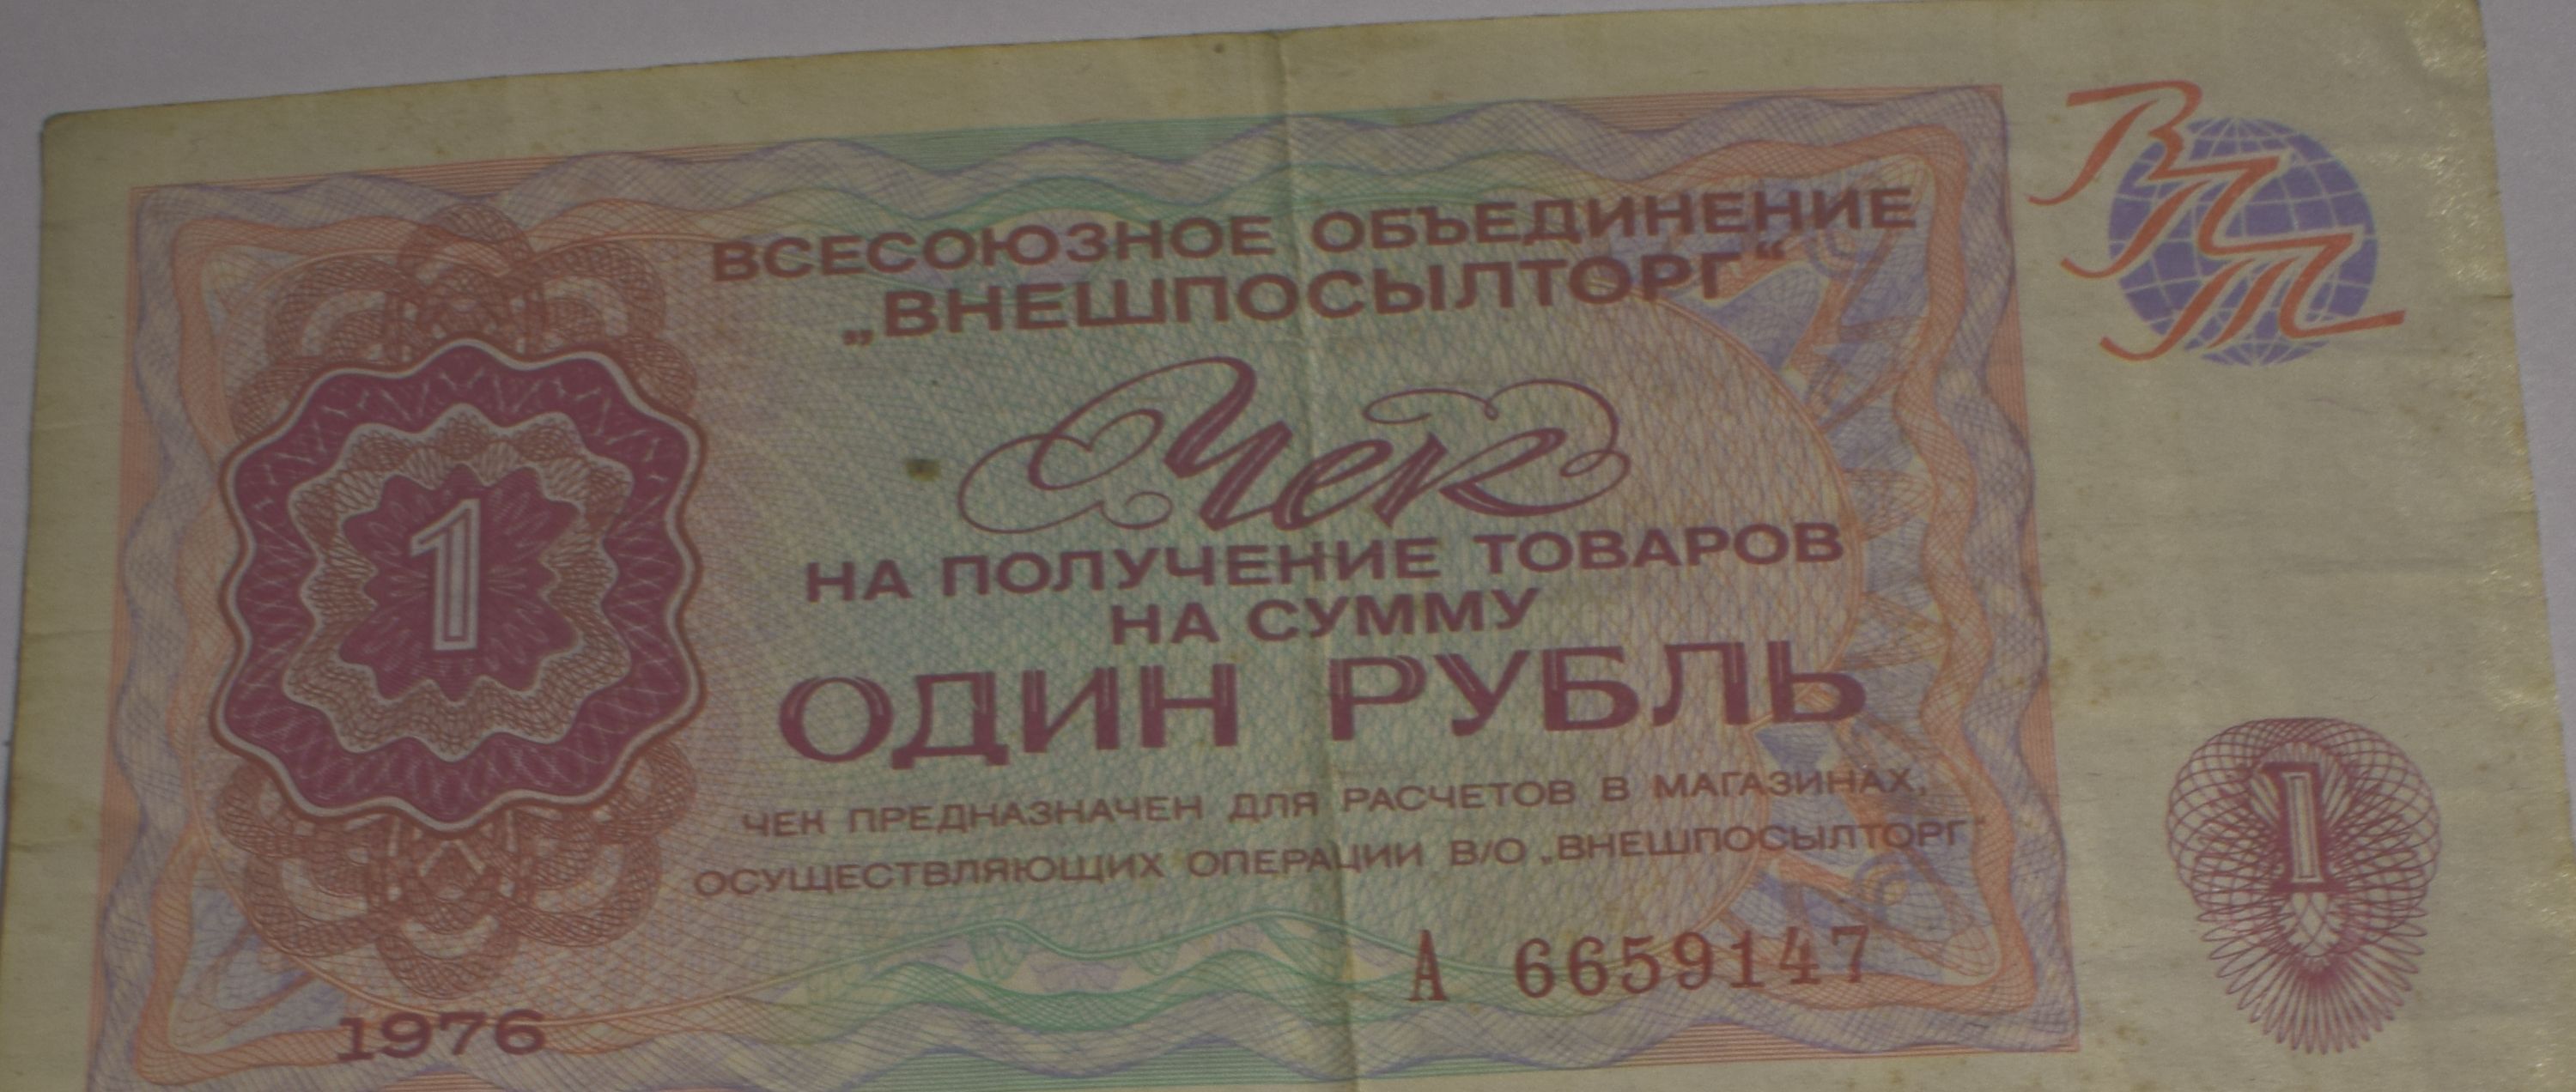 ВСЕСОЮЗНОЕ ОБЪЕДИНЕНИЕ
„ВНЕШПОСЫЛТОРГ“
ВПТ
Чек
НА ПОЛУЧЕНИЕ ТОВАРОВ
НА СУММУ
1
ОДИН РУБЛЬ
ЧЕК ПРЕДНАЗНАЧЕН ДЛЯ РАСЧЕТОВ В МАГАЗИНАХ,
ОСУЩЕСТВЛЯЮЩИХ ОПЕРАЦИИ В/О „ВНЕШПОСЫЛТОРГ“
1
А 6659147
1976